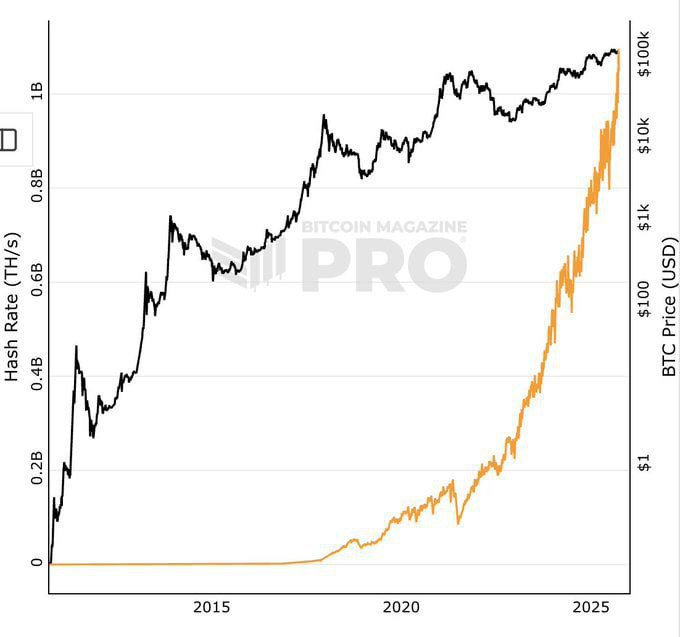 BITCOIN MAGAZINE
PRO
Hash Rate (TH/s)
1B
0.8B
0.6B
0.4B
0.2B
0
BTC Price (USD)
$100k
$10k
$1k
$100
$1
2015
2020
2025